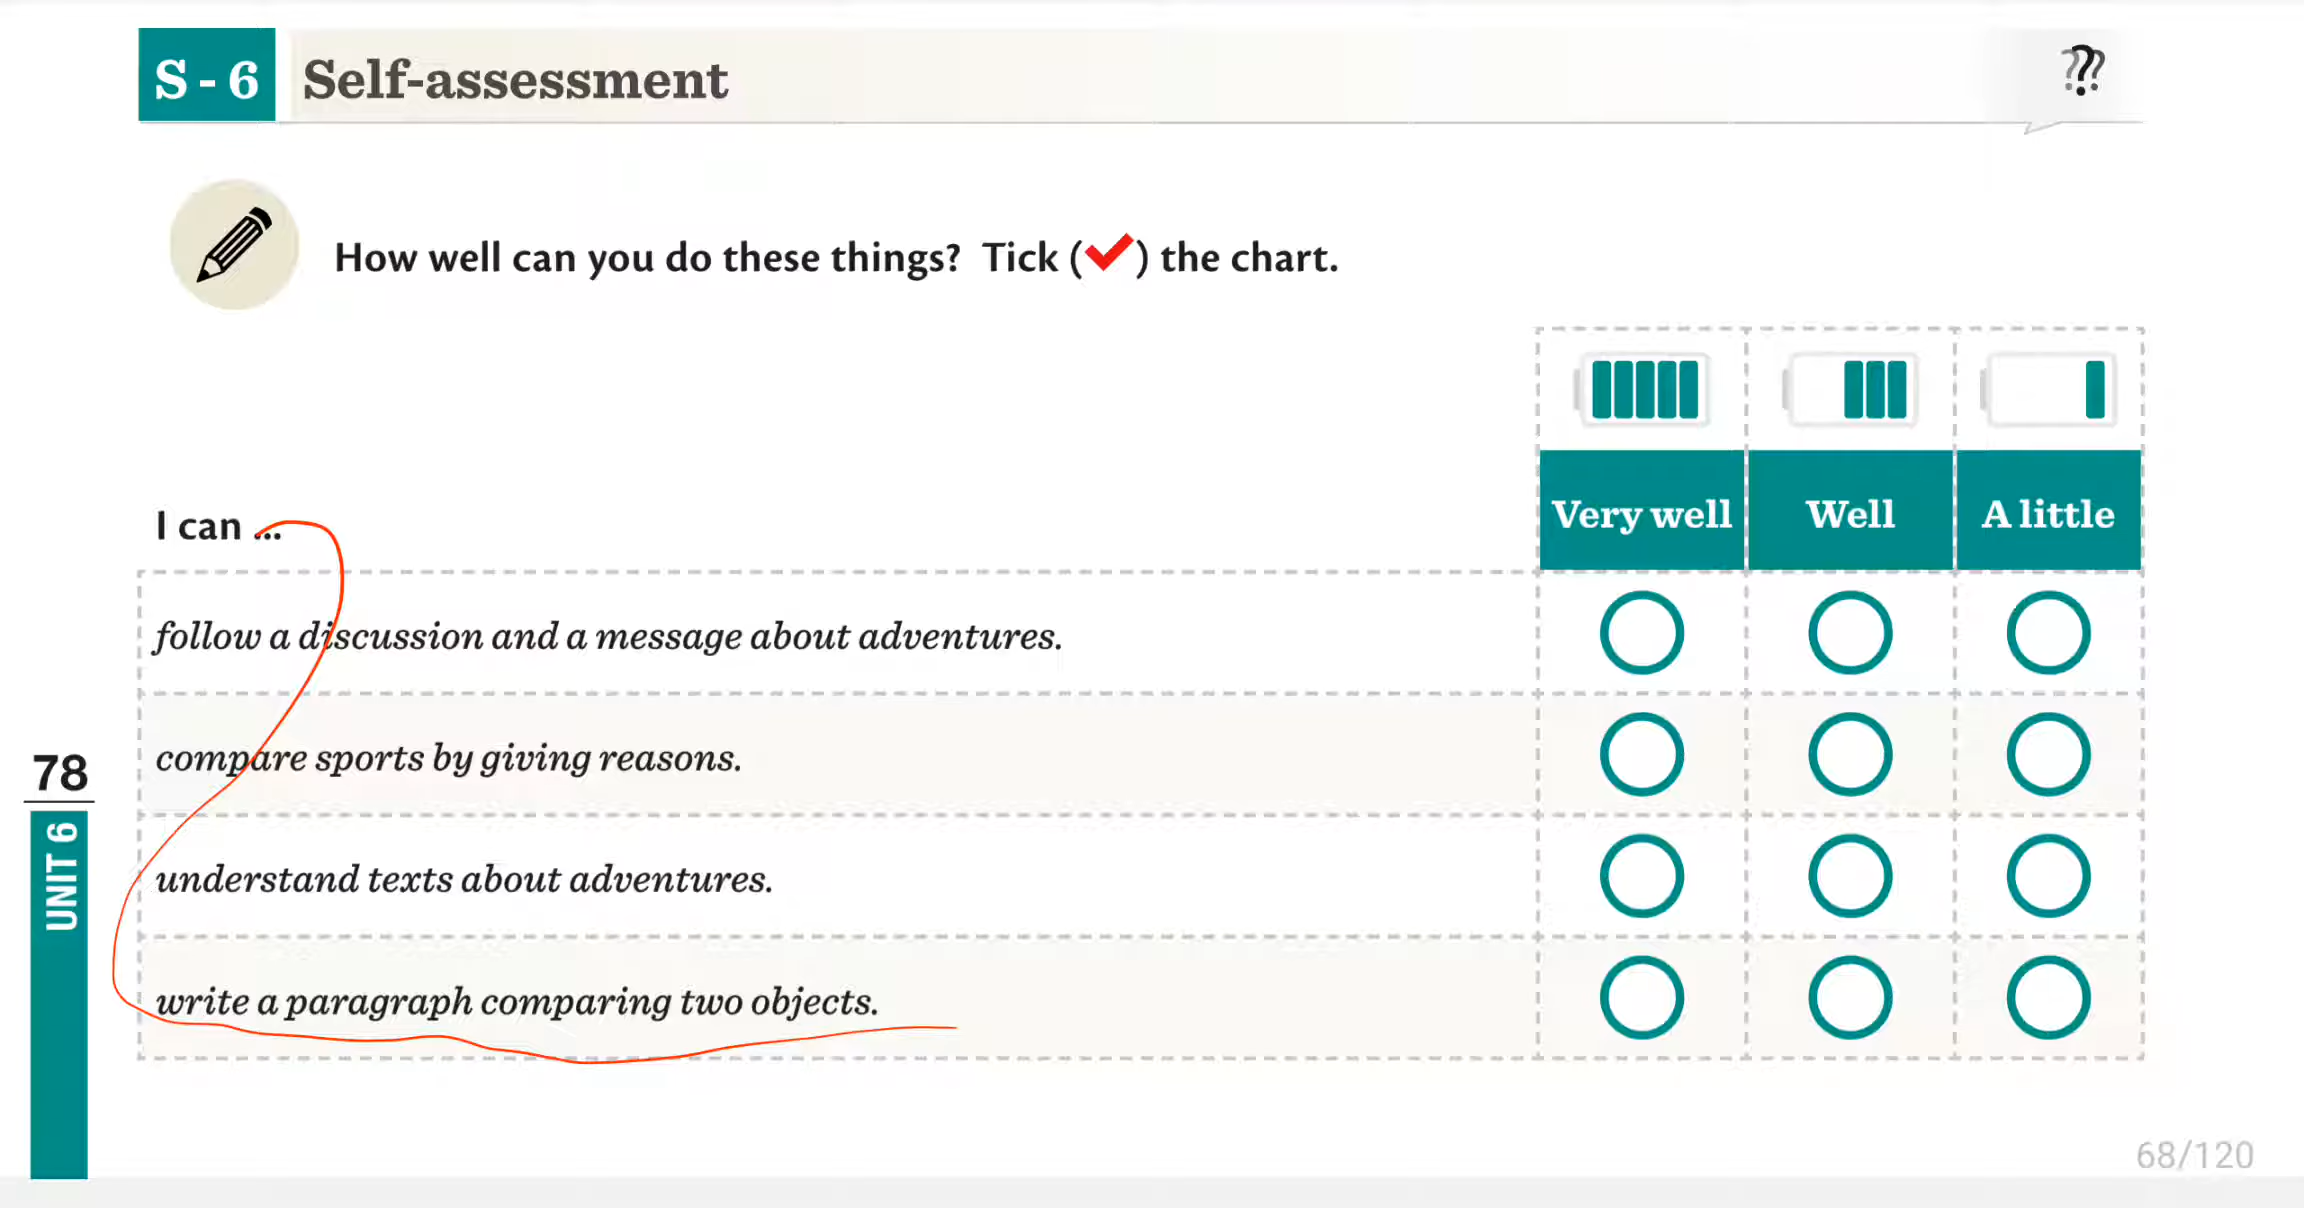 S - 6 Self-assessment
???
How well can you do these things? Tick (✔) the chart.
I can ... Very well Well A little
follow a discussion and a message about adventures.
compare sports by giving reasons.
understand texts about adventures.
write a paragraph comparing two objects.
78
UNIT 6
68/120